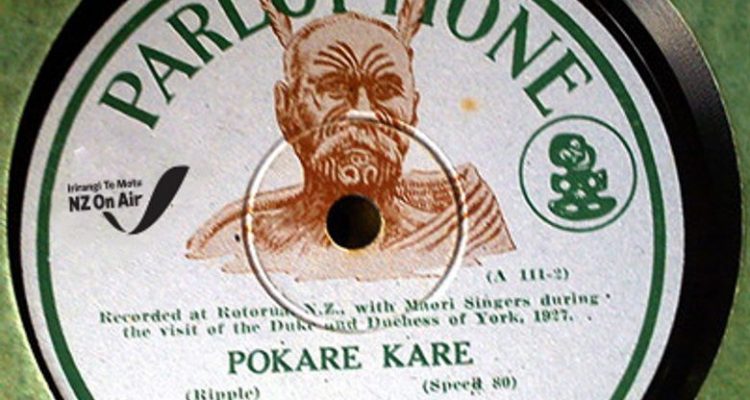 PARLOPHONE
Irirangi Te Motu
NZ On Air
(A 111-2)
Recorded at Rotorua, N.Z., with Maori Singers during
the visit of the Duke and Duchess of York, 1927.
POKARE KARE
(Ripple) (Speed 80)